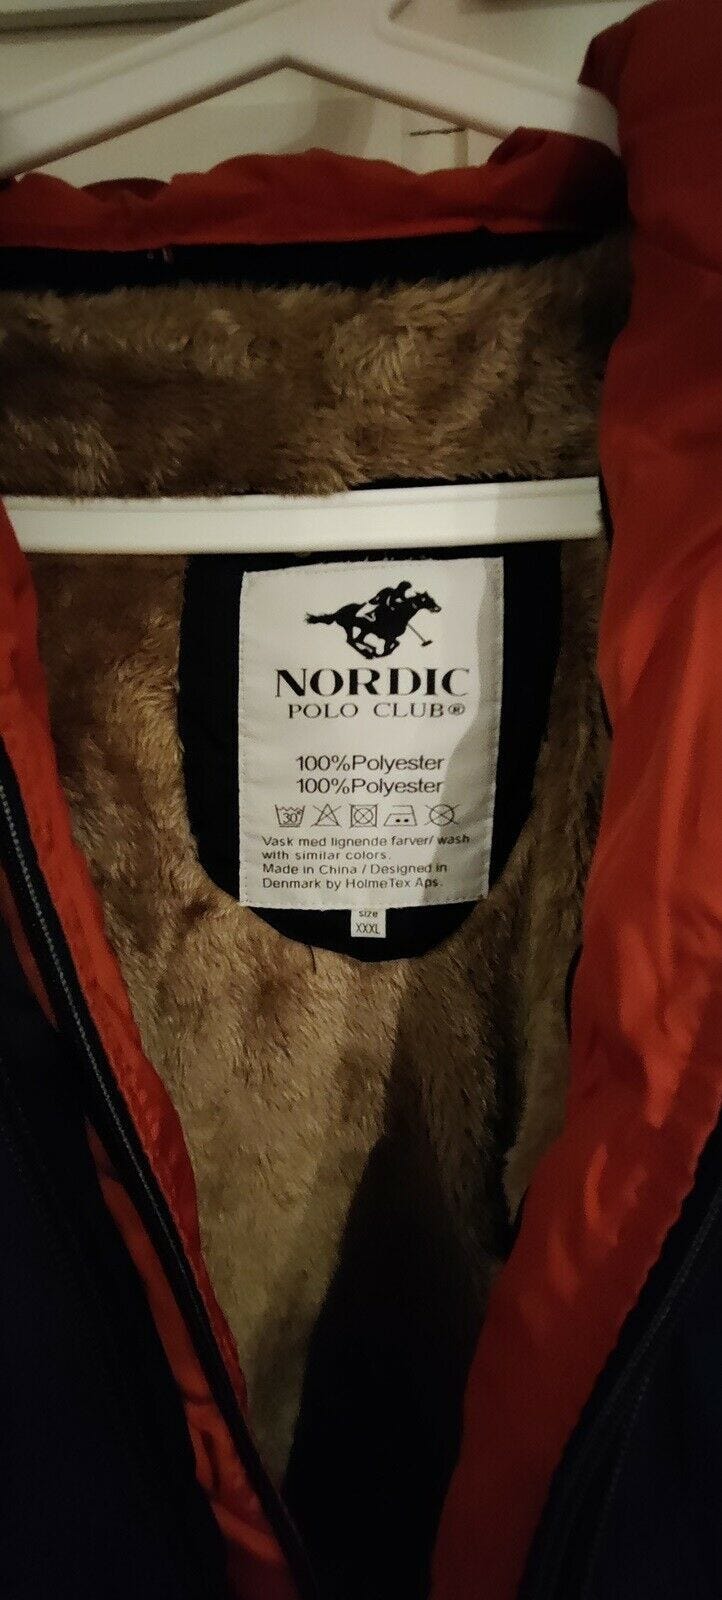 NORDIC
POLO CLUB®
100%Polyester
100%Polyester
30°
Vask med lignende farver/ wash
with similar colors.
Made in China / Designed in
Denmark by HolmeTex Aps.
size
XXXL